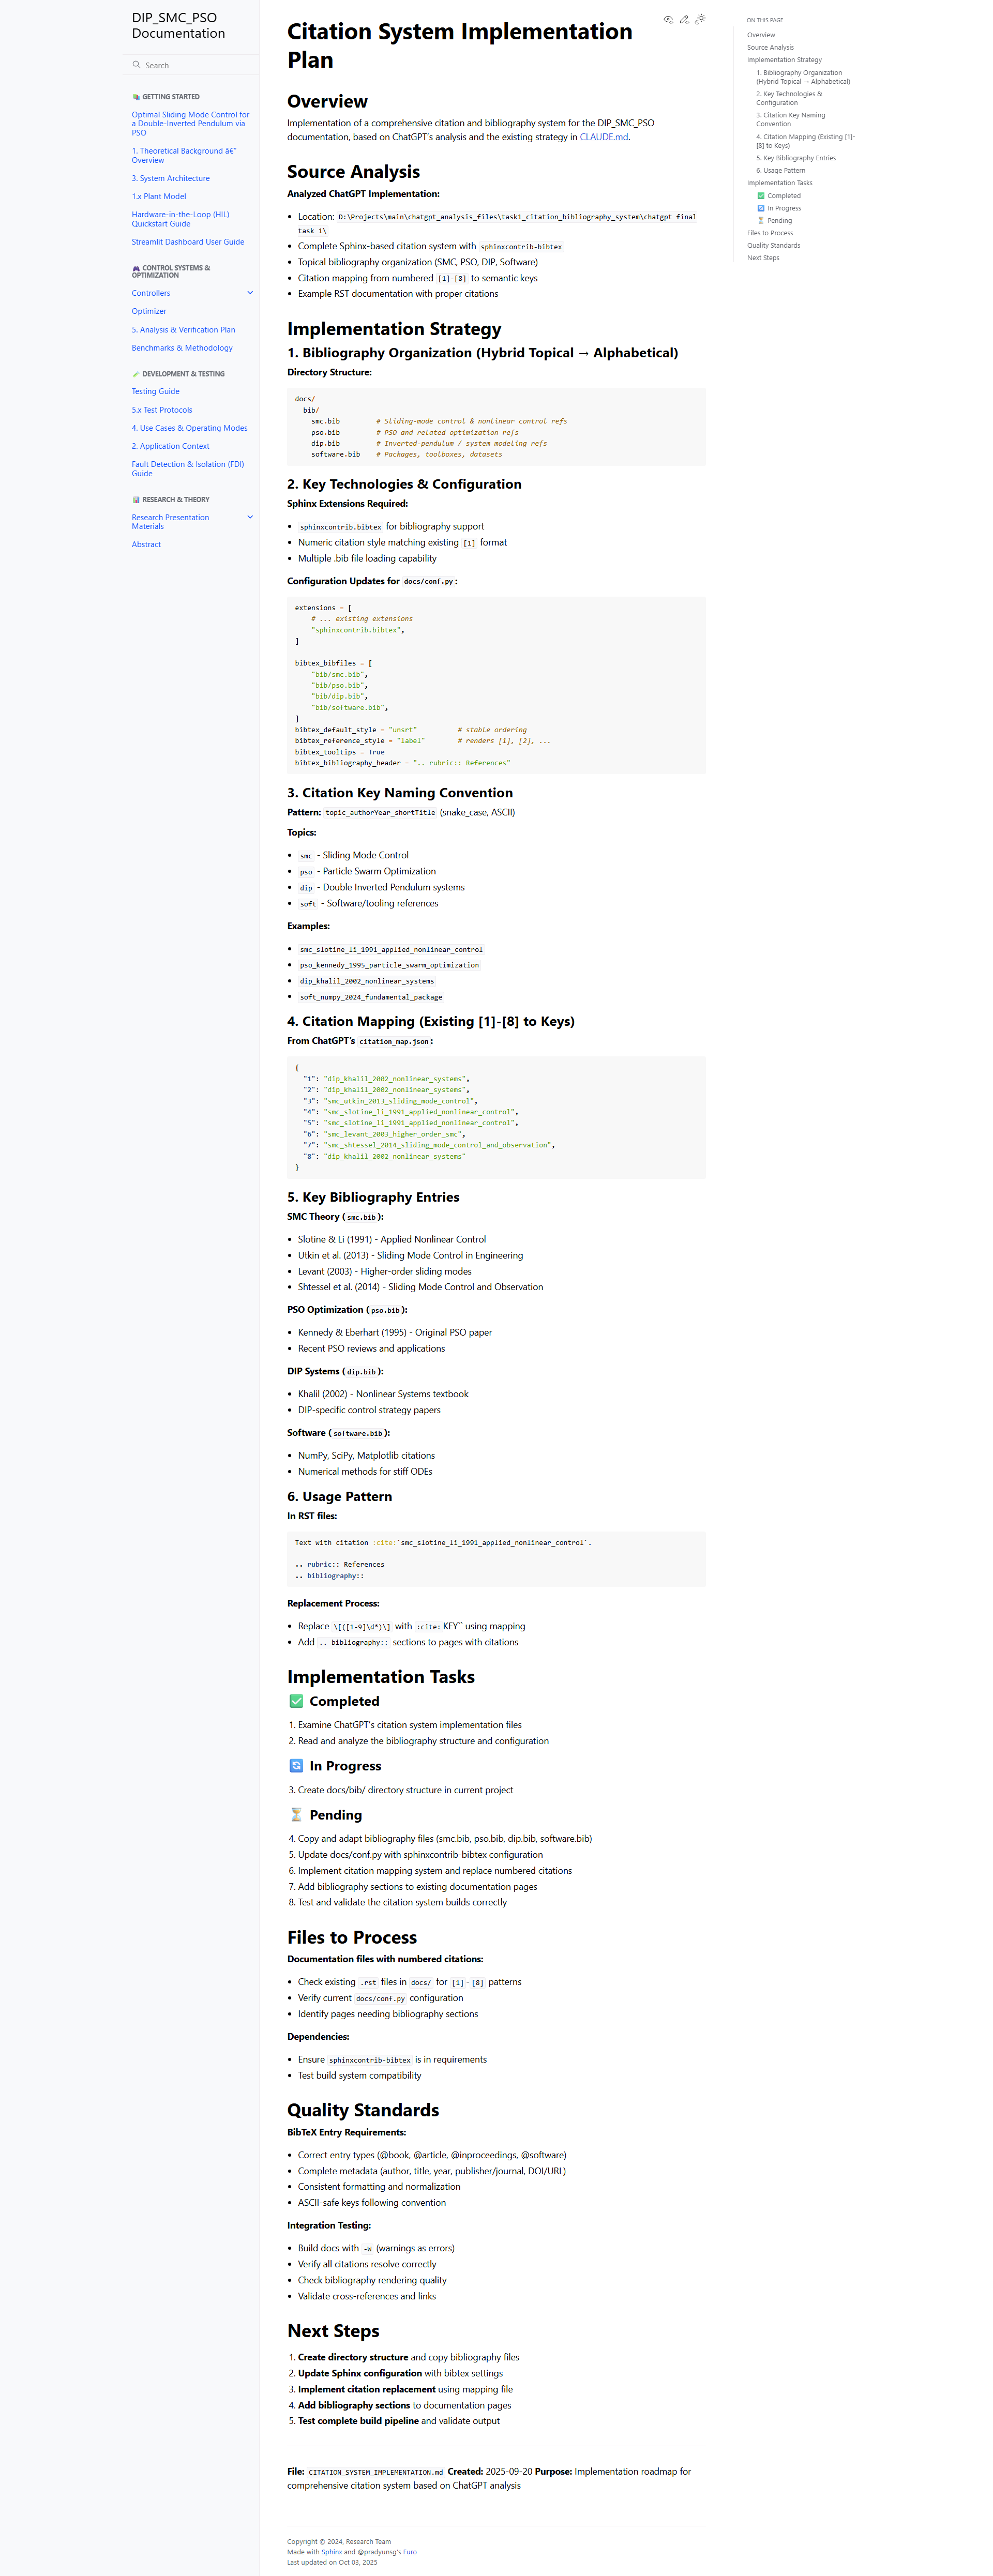 DIP_SMC_PSO
Documentation
Search
📚 GETTING STARTED
Optimal Sliding Mode Control for
a Double-Inverted Pendulum via
PSO
1. Theoretical Background â€”
Overview
3. System Architecture
1.x Plant Model
Hardware-in-the-Loop (HIL)
Quickstart Guide
Streamlit Dashboard User Guide
🎮 CONTROL SYSTEMS &
OPTIMIZATION
Controllers
Optimizer
5. Analysis & Verification Plan
Benchmarks & Methodology
🧪 DEVELOPMENT & TESTING
Testing Guide
5.x Test Protocols
4. Use Cases & Operating Modes
2. Application Context
Fault Detection & Isolation (FDI)
Guide
📊 RESEARCH & THEORY
Research Presentation
Materials
Abstract
Citation System Implementation
Plan
Overview
Implementation of a comprehensive citation and bibliography system for the DIP_SMC_PSO
documentation, based on ChatGPT's analysis and the existing strategy in CLAUDE.md.
Source Analysis
Analyzed ChatGPT Implementation:
• Location: D:\Projects\main\chatgpt_analysis_files\task1_citation_bibliography_system\chatgpt final
task 1\
• Complete Sphinx-based citation system with sphinxcontrib-bibtex
• Topical bibliography organization (SMC, PSO, DIP, Software)
• Citation mapping from numbered [1]-[8] to semantic keys
• Example RST documentation with proper citations
Implementation Strategy
1. Bibliography Organization (Hybrid Topical → Alphabetical)
Directory Structure:
docs/
bib/
smc.bib # Sliding-mode control & nonlinear control refs
pso.bib # PSO and related optimization refs
dip.bib # Inverted-pendulum / system modeling refs
software.bib # Packages, toolboxes, datasets
2. Key Technologies & Configuration
Sphinx Extensions Required:
• sphinxcontrib.bibtex for bibliography support
• Numeric citation style matching existing [1] format
• Multiple .bib file loading capability
Configuration Updates for docs/conf.py:
extensions = [
# ... existing extensions
"sphinxcontrib.bibtex",
]
bibtex_bibfiles = [
"bib/smc.bib",
"bib/pso.bib",
"bib/dip.bib",
"bib/software.bib",
]
bibtex_default_style = "unsrt" # stable ordering
bibtex_reference_style = "label" # renders [1], [2], ...
bibtex_tooltips = True
bibtex_bibliography_header = ".. rubric:: References"
3. Citation Key Naming Convention
Pattern: topic_authorYear_shortTitle (snake_case, ASCII)
Topics:
• smc - Sliding Mode Control
• pso - Particle Swarm Optimization
• dip - Double Inverted Pendulum systems
• soft - Software/tooling references
Examples:
• smc_slotine_li_1991_applied_nonlinear_control
• pso_kennedy_1995_particle_swarm_optimization
• dip_khalil_2002_nonlinear_systems
• soft_numpy_2024_fundamental_package
4. Citation Mapping (Existing [1]-[8] to Keys)
From ChatGPT's citation_map.json:
{
"1": "dip_khalil_2002_nonlinear_systems",
"2": "dip_khalil_2002_nonlinear_systems",
"3": "smc_utkin_2013_sliding_mode_control",
"4": "smc_slotine_li_1991_applied_nonlinear_control",
"5": "smc_slotine_li_1991_applied_nonlinear_control",
"6": "smc_levant_2003_higher_order_smc",
"7": "smc_shtessel_2014_sliding_mode_control_and_observation",
"8": "dip_khalil_2002_nonlinear_systems"
}
5. Key Bibliography Entries
SMC Theory (smc.bib):
• Slotine & Li (1991) - Applied Nonlinear Control
• Utkin et al. (2013) - Sliding Mode Control in Engineering
• Levant (2003) - Higher-order sliding modes
• Shtessel et al. (2014) - Sliding Mode Control and Observation
PSO Optimization (pso.bib):
• Kennedy & Eberhart (1995) - Original PSO paper
• Recent PSO reviews and applications
DIP Systems (dip.bib):
• Khalil (2002) - Nonlinear Systems textbook
• DIP-specific control strategy papers
Software (software.bib):
• NumPy, SciPy, Matplotlib citations
• Numerical methods for stiff ODEs
6. Usage Pattern
In RST files:
Text with citation :cite:`smc_slotine_li_1991_applied_nonlinear_control`.
.. rubric:: References
.. bibliography::
Replacement Process:
• Replace \[([1-9]\d*)\] with :cite:KEY`` using mapping
• Add .. bibliography:: sections to pages with citations
Implementation Tasks
✅ Completed
1. Examine ChatGPT's citation system implementation files
2. Read and analyze the bibliography structure and configuration
🔄 In Progress
3. Create docs/bib/ directory structure in current project
⏳ Pending
4. Copy and adapt bibliography files (smc.bib, pso.bib, dip.bib, software.bib)
5. Update docs/conf.py with sphinxcontrib-bibtex configuration
6. Implement citation mapping system and replace numbered citations
7. Add bibliography sections to existing documentation pages
8. Test and validate the citation system builds correctly
Files to Process
Documentation files with numbered citations:
• Check existing .rst files in docs/ for [1]-[8] patterns
• Verify current docs/conf.py configuration
• Identify pages needing bibliography sections
Dependencies:
• Ensure sphinxcontrib-bibtex is in requirements
• Test build system compatibility
Quality Standards
BibTeX Entry Requirements:
• Correct entry types (@book, @article, @inproceedings, @software)
• Complete metadata (author, title, year, publisher/journal, DOI/URL)
• Consistent formatting and normalization
• ASCII-safe keys following convention
Integration Testing:
• Build docs with -W (warnings as errors)
• Verify all citations resolve correctly
• Check bibliography rendering quality
• Validate cross-references and links
Next Steps
1. Create directory structure and copy bibliography files
2. Update Sphinx configuration with bibtex settings
3. Implement citation replacement using mapping file
4. Add bibliography sections to documentation pages
5. Test complete build pipeline and validate output
File: CITATION_SYSTEM_IMPLEMENTATION.md Created: 2025-09-20 Purpose: Implementation roadmap for
comprehensive citation system based on ChatGPT analysis
Copyright © 2024, Research Team
Made with Sphinx and @pradyunsg's Furo
Last updated on Oct 03, 2025
ON THIS PAGE
Overview
Source Analysis
Implementation Strategy
1. Bibliography Organization
(Hybrid Topical → Alphabetical)
2. Key Technologies &
Configuration
3. Citation Key Naming
Convention
4. Citation Mapping (Existing [1]-
[8] to Keys)
5. Key Bibliography Entries
6. Usage Pattern
Implementation Tasks
✅ Completed
🔄 In Progress
⏳ Pending
Files to Process
Quality Standards
Next Steps